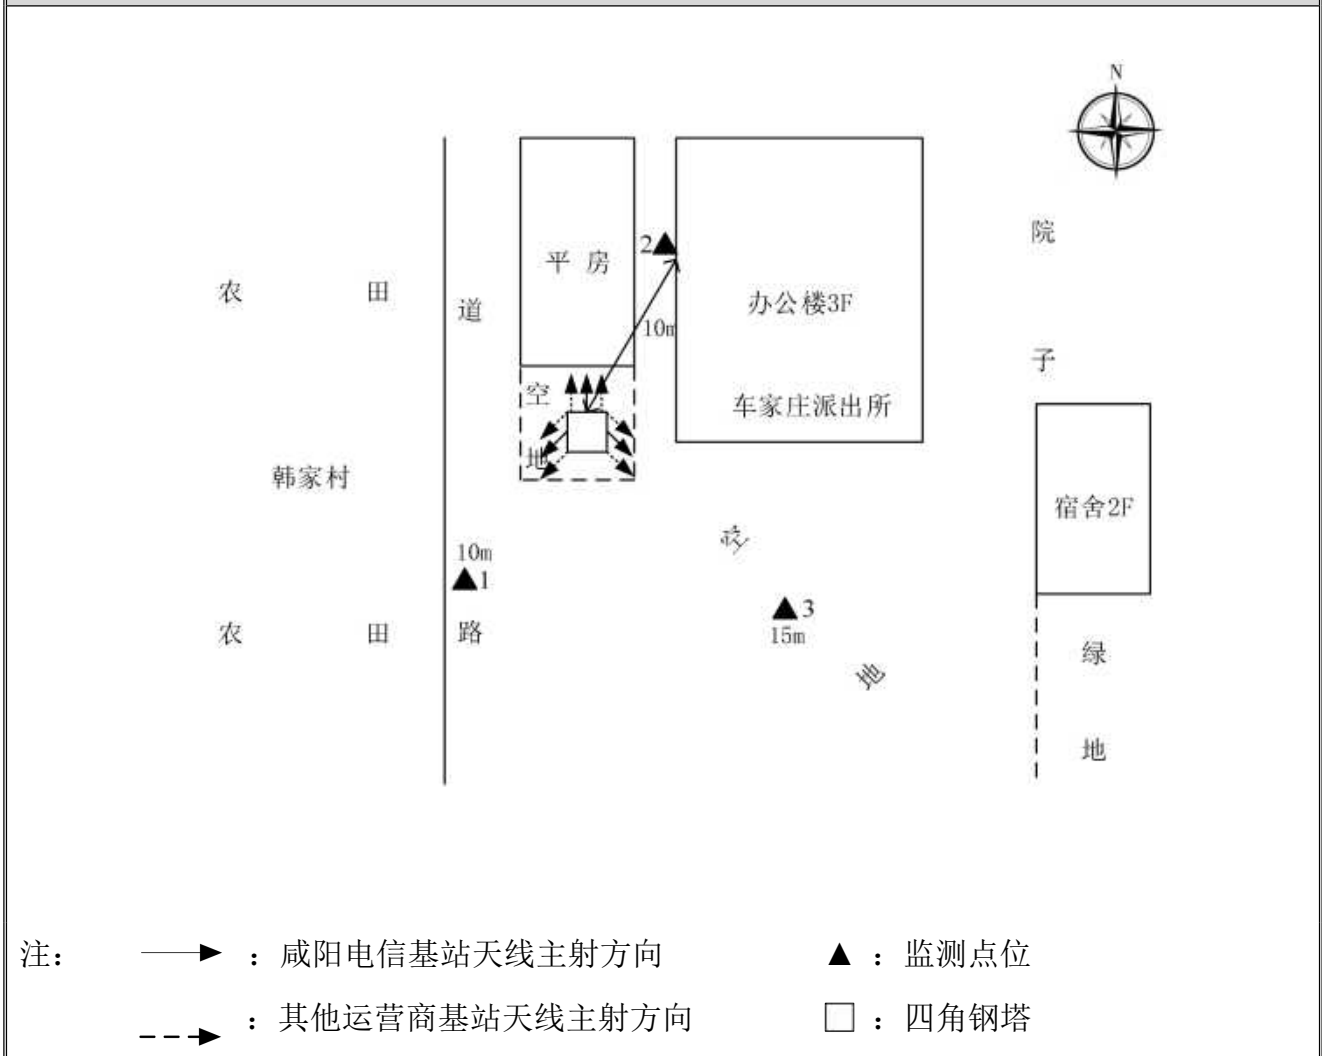 N
院
2
平 房
农 田
道
办公楼3F
10m
子
空
车家庄派出所
地
韩家村
宿舍2F
10m
1
3
农 田
路
15m
绿
地
地
注：
：咸阳电信基站天线主射方向
▲ ：监测点位
：其他运营商基站天线主射方向
□ ：四角钢塔